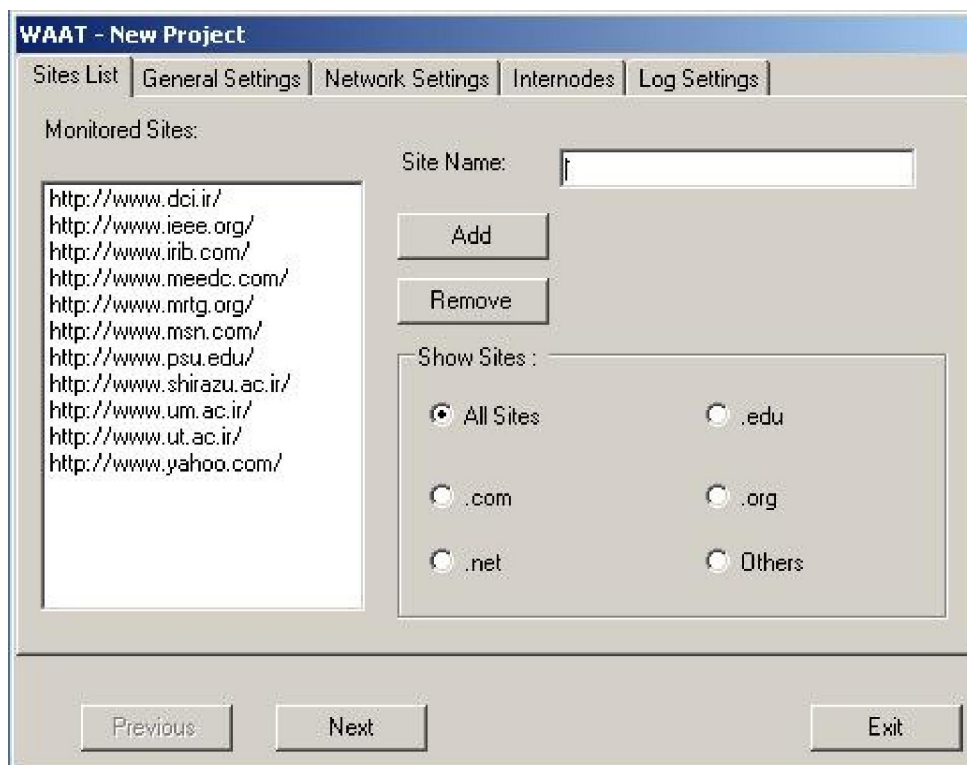 WAAT - New Project
Sites List General Settings Network Settings Internodes Log Settings
Monitored Sites:
Site Name:
http://www.dci.ir/
http://www.ieee.org/
http://www.irib.com/
http://www.meedc.com/
http://www.mrtg.org/
http://www.msn.com/
http://www.psu.edu/
http://www.shirazu.ac.ir/
http://www.um.ac.ir/
http://www.ut.ac.ir/
http://www.yahoo.com/
Add
Remove
Show Sites :
All Sites .edu
.com .org
.net Others
Previous Next Exit